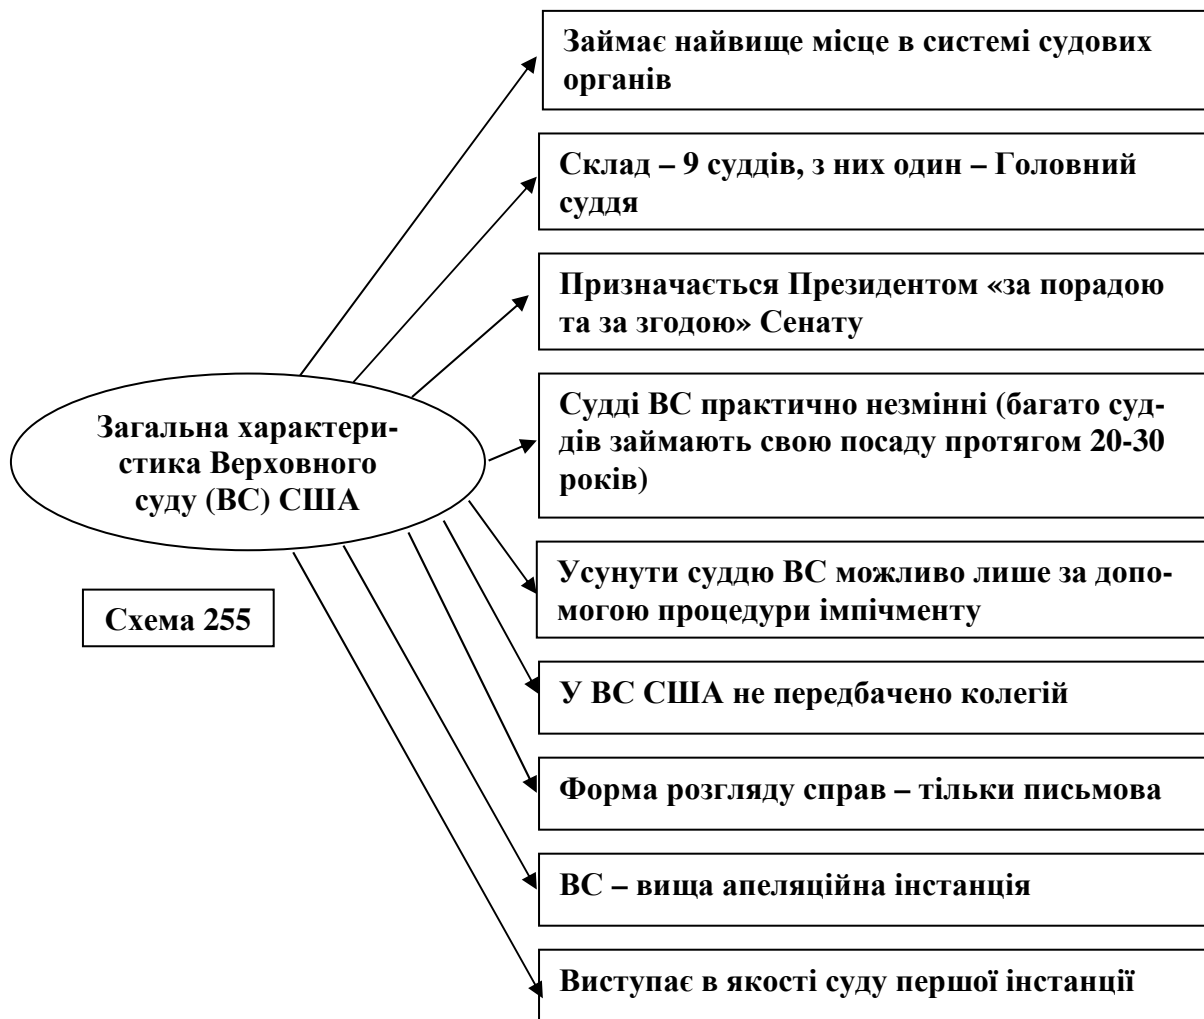 Займає найвище місце в системі судових
органів
Склад – 9 суддів, з них один – Головний
суддя
Призначається Президентом «за порадою
та за згодою» Сенату
Судді ВС практично незмінні (багато суд-
дів займають свою посаду протягом 20-30
років)
Загальна характери-
стика Верховного
суду (ВС) США
Усунути суддю ВС можливо лише за допо-
могою процедури імпічменту
Схема 255
У ВС США не передбачено колегій
Форма розгляду справ – тільки письмова
ВС – вища апеляційна інстанція
Виступає в якості суду першої інстанції